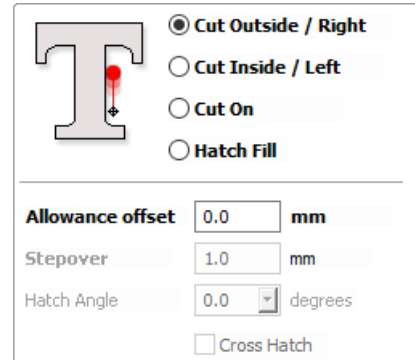 Cut Outside / Right
Cut Inside / Left
Cut On
Hatch Fill
Allowance offset 0.0 mm
Stepover 1.0 mm
Hatch Angle 0.0 degrees
Cross Hatch